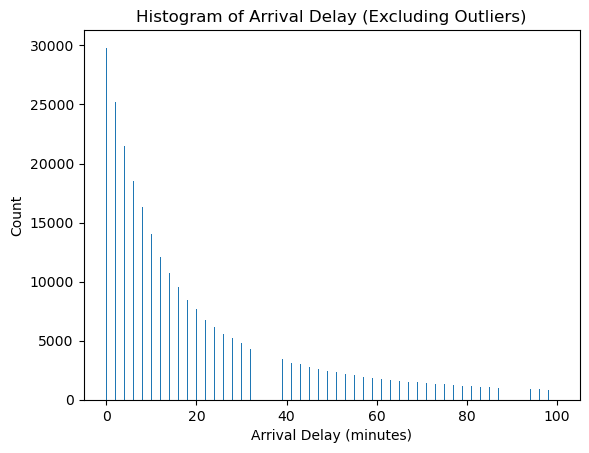 Histogram of Arrival Delay (Excluding Outliers)
30000
25000
20000
15000
10000
5000
0
Count
0 20 40 60 80 100
Arrival Delay (minutes)